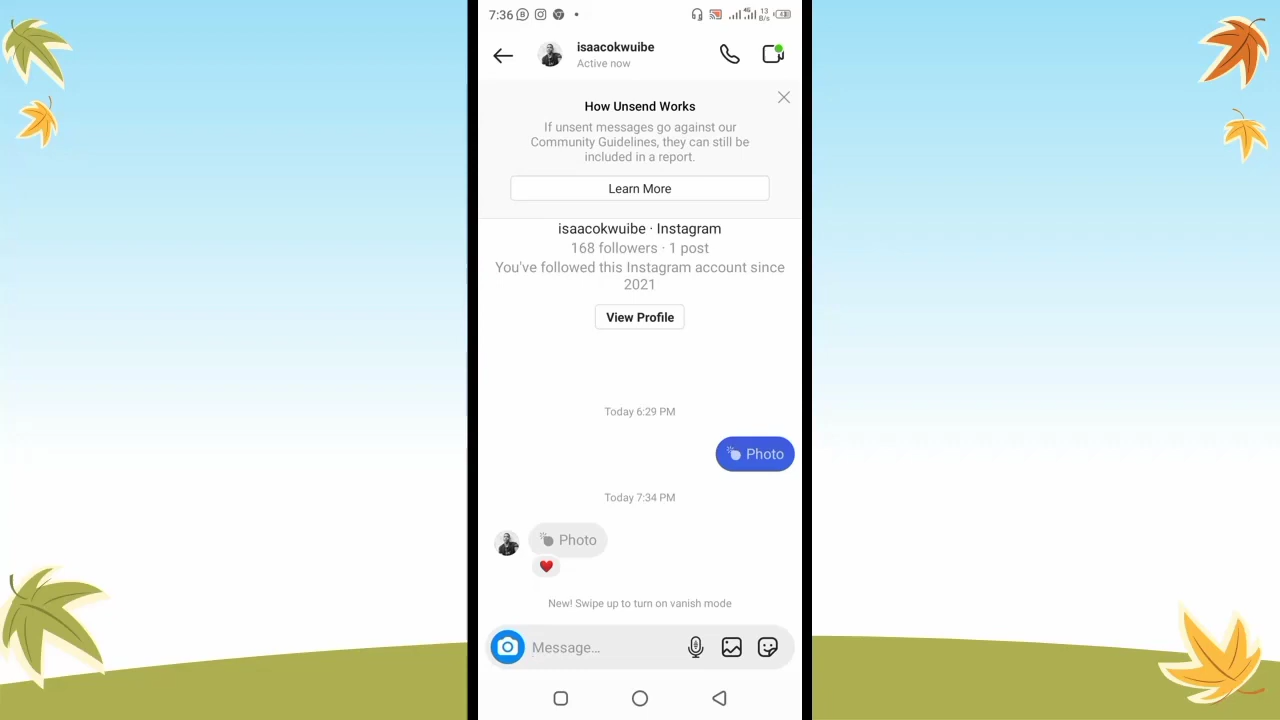 7:36
4G 13 B/s
isaacokwuibe
Active now
How Unsend Works
If unsent messages go against our
Community Guidelines, they can still be
included in a report.
Learn More
isaacokwuibe · Instagram
168 followers · 1 post
You've followed this Instagram account since
2021
View Profile
Today 6:29 PM
Photo
Today 7:34 PM
Photo
New! Swipe up to turn on vanish mode
Message...